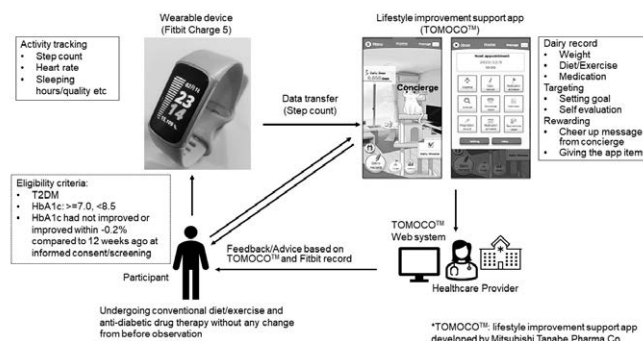 Wearable device
(Fitbit Charge 5)
Lifestyle improvement support app
(TOMOCO™)
Activity tracking
• Step count
• Heart rate
• Sleeping
hours/quality etc
23
14
Data transfer
(Step count)
Concierge
Dairy record
• Weight
• Diet/Exercise
• Medication
Targeting
• Setting goal
• Self evaluation
Rewarding
• Cheer up message
from concierge
• Giving the app item
Eligibility criteria:
• T2DM
• HbA1c: >=7.0, <8.5
• HbA1c had not improved or
improved within -0.2%
compared to 12 weeks ago at
informed consent/screening
TOMOCO™
Web system
Feedback/Advice based on
TOMOCO™ and Fitbit record
Participant
Healthcare Provider
Undergoing conventional diet/exercise and
anti-diabetic drug therapy without any change
from before observation
*TOMOCO™: lifestyle improvement support app
developed by Mitsubishi Tanabe Pharma Co.